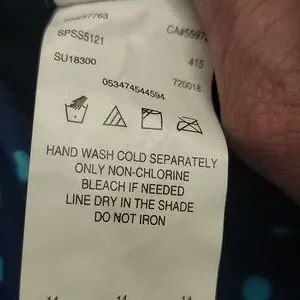 SPSS5121
SU18300
415
053474544594
720018
HAND WASH COLD SEPARATELY
ONLY NON-CHLORINE
BLEACH IF NEEDED
LINE DRY IN THE SHADE
DO NOT IRON